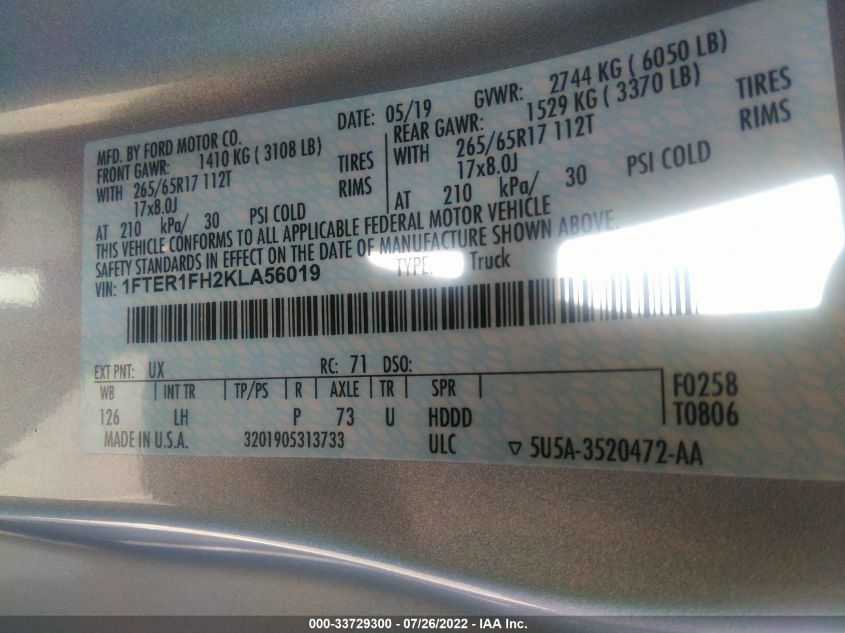 MFD. BY FORD MOTOR CO.
DATE: 05/19 GVWR: 2744 KG ( 6050 LB)
FRONT GAWR: 1410 KG ( 3108 LB)
WITH 265/65R17 112T TIRES
17x8.0J RIMS
AT 210 kPa/ 30 PSI COLD
REAR GAWR: 1529 KG ( 3370 LB)
WITH 265/65R17 112T TIRES
17x8.0J RIMS
AT 210 kPa/ 30 PSI COLD
THIS VEHICLE CONFORMS TO ALL APPLICABLE FEDERAL MOTOR VEHICLE
SAFETY STANDARDS IN EFFECT ON THE DATE OF MANUFACTURE SHOWN ABOVE.
VIN: 1FTER1FH2KLA56019 TYPE: Truck
EXT PNT: UX RC: 71 DSO:
WB INT TR TP/PS R AXLE TR SPR
126 LH P 73 U HDDD
F0258
T0806
MADE IN U.S.A. 3201905313733 ULC ▽ 5U5A-3520472-AA
000-33729300 - 07/26/2022 - IAA Inc.